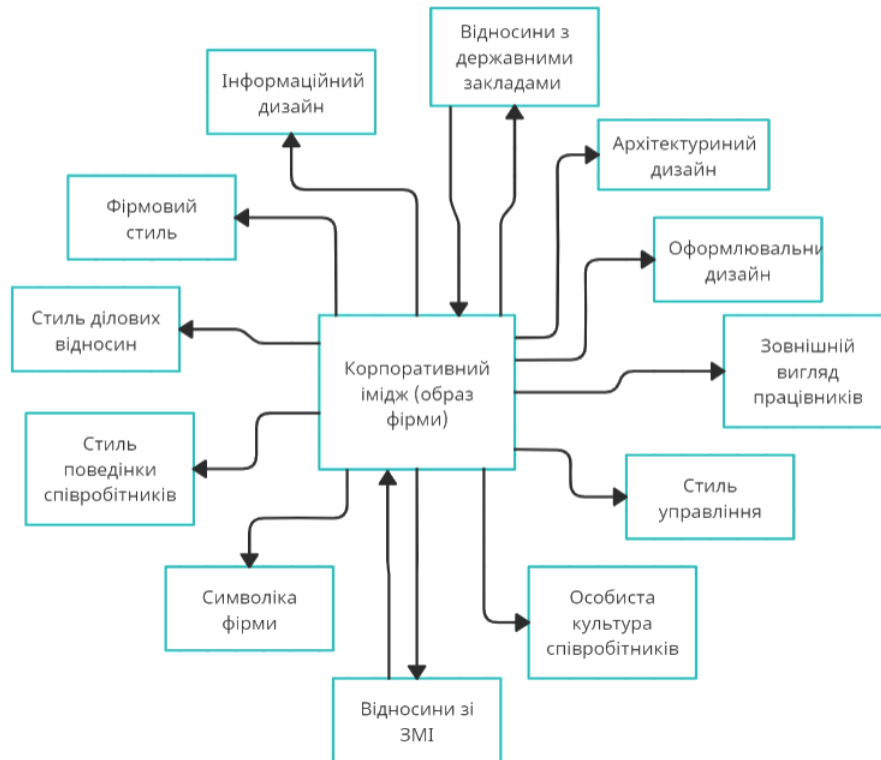 Відносини з
державними
закладами
Інформаційний
дизайн
Архітектуриний
дизайн
Фірмовий
стиль
Оформлювальни
дизайн
Стиль ділових
відносин
Корпоративний
імідж (образ
фірми)
Зовнішній
вигляд
працівників
Стиль
поведінки
співробітників
Стиль
управління
Символіка
фірми
Особиста
культура
співробітників
Відносини зі
ЗМІ